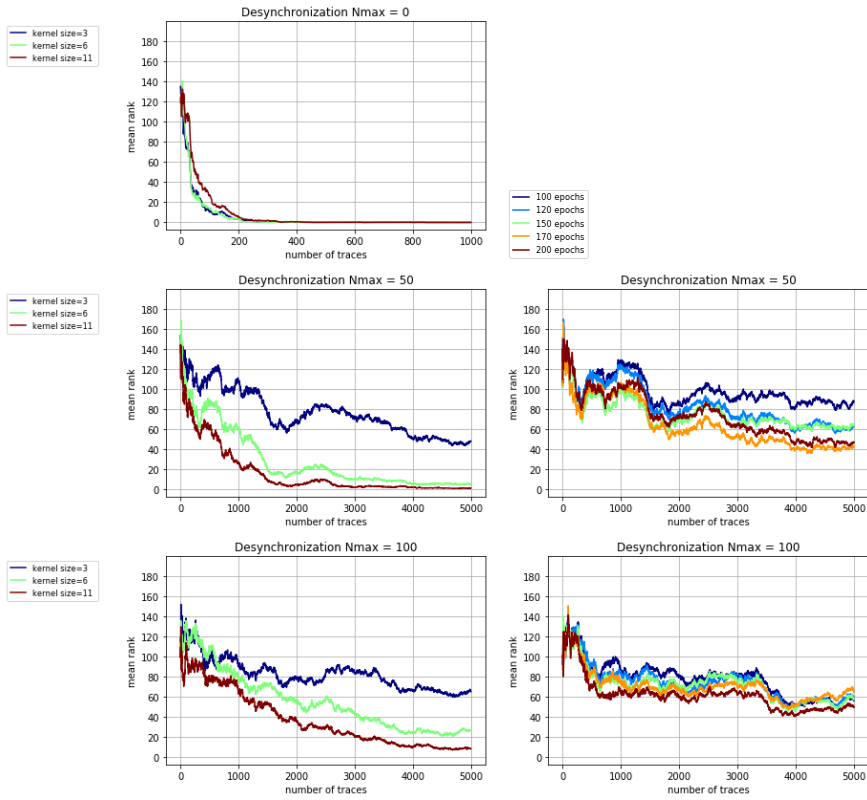 Desynchronization Nmax = 0
kernel size=3
kernel size=6
kernel size=11
mean rank
180
160
140
120
100
80
60
40
20
0
0 200 400 600 800 1000
number of traces
100 epochs
120 epochs
150 epochs
170 epochs
200 epochs
Desynchronization Nmax = 50
kernel size=3
kernel size=6
kernel size=11
mean rank
180
160
140
120
100
80
60
40
20
0
0 1000 2000 3000 4000 5000
number of traces
Desynchronization Nmax = 50
mean rank
180
160
140
120
100
80
60
40
20
0
0 1000 2000 3000 4000 5000
number of traces
Desynchronization Nmax = 100
kernel size=3
kernel size=6
kernel size=11
mean rank
180
160
140
120
100
80
60
40
20
0
0 1000 2000 3000 4000 5000
number of traces
Desynchronization Nmax = 100
mean rank
180
160
140
120
100
80
60
40
20
0
0 1000 2000 3000 4000 5000
number of traces